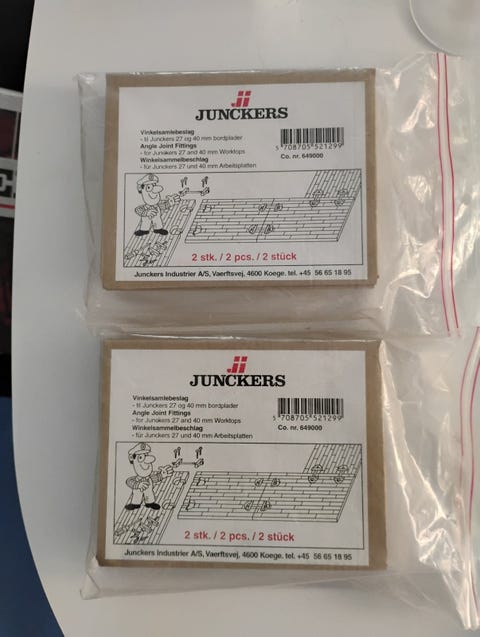 JUNCKERS
Vinkelsamlebeslag
- til Junckers 27 og 40 mm bordplader
Angle Joint Fittings
- for Junckers 27 and 40 mm Worktops
Winkelsammelbeschlag
- für Junckers 27 und 40 mm Arbeitsplatten
5 708705 521299
Co. nr. 649000
2 stk. / 2 pcs. / 2 stück
Junckers Industrier A/S, Vaerftsvej, 4600 Koege. tel. +45 56 65 18 95
JUNCKERS
Vinkelsamlebeslag
- til Junckers 27 og 40 mm bordplader
Angle Joint Fittings
- for Junckers 27 and 40 mm Worktops
Winkelsammelbeschlag
- für Junckers 27 und 40 mm Arbeitsplatten
5 708705 521299
Co. nr. 649000
2 stk. / 2 pcs. / 2 stück
Junckers Industrier A/S, Vaerftsvej, 4600 Koege. tel. +45 56 65 18 95